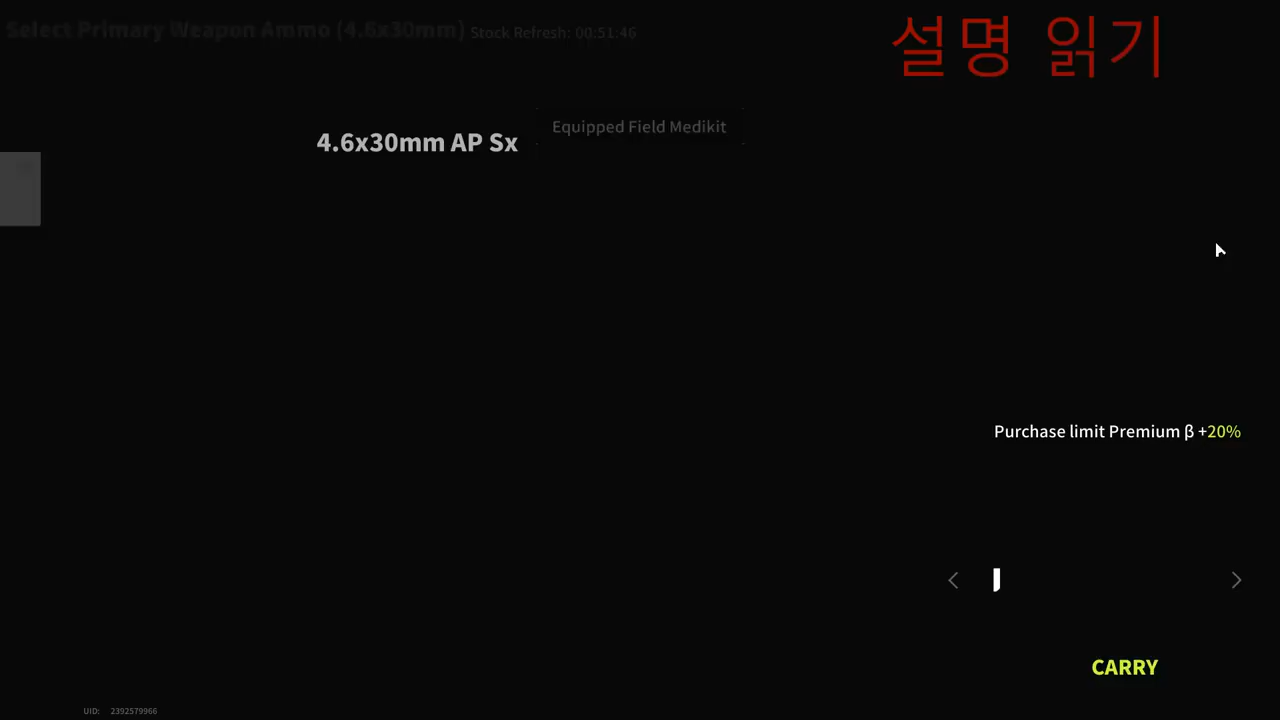 Select Primary Weapon Ammo (4.6x30mm) Stock Refresh: 00:51:46
설명 읽기
Equipped Field Medikit
4.6x30mm AP Sx
Purchase limit Premium β +20%
CARRY
UID: 2392579966